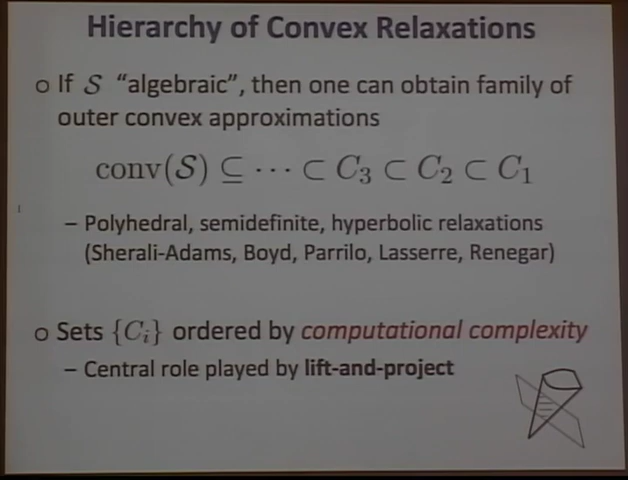 Hierarchy of Convex Relaxations
o If S "algebraic", then one can obtain family of
outer convex approximations
conv(S) ⊆ ··· ⊂ C₃ ⊂ C₂ ⊂ C₁
– Polyhedral, semidefinite, hyperbolic relaxations
(Sherali-Adams, Boyd, Parrilo, Lasserre, Renegar)
o Sets {Cᵢ} ordered by computational complexity
– Central role played by lift-and-project